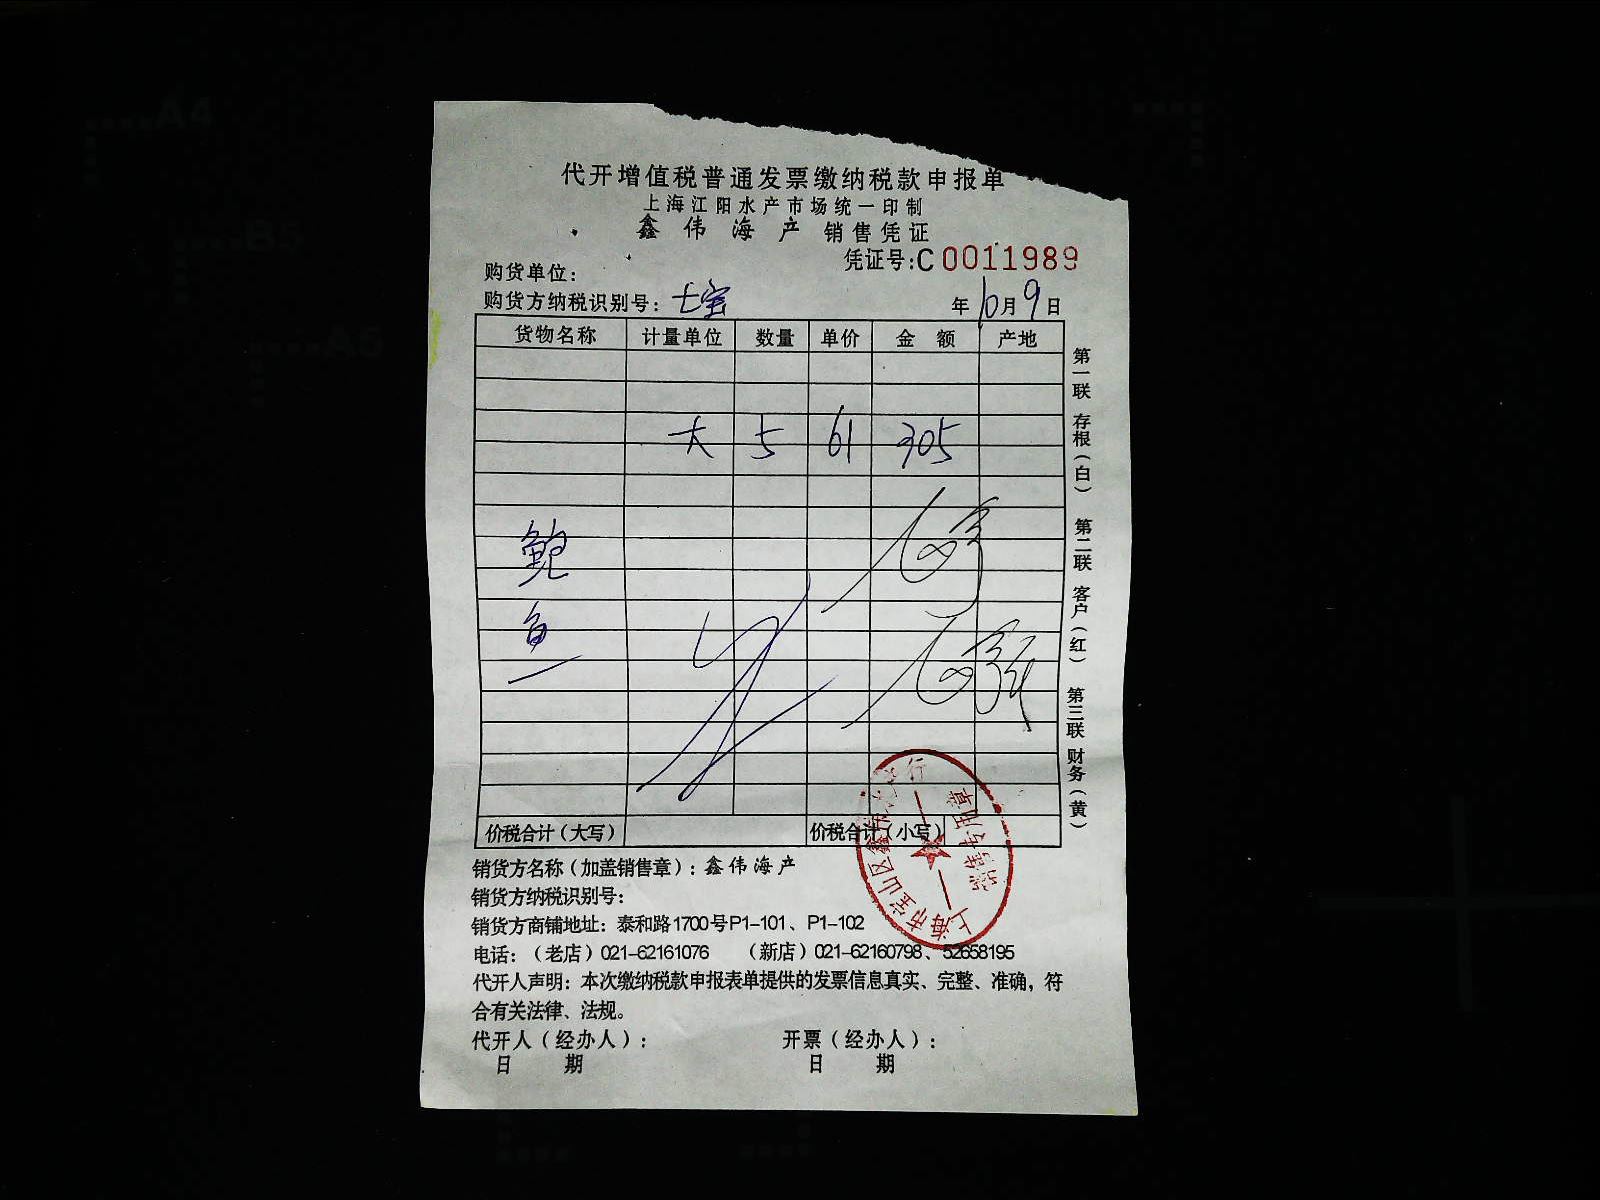 代开增值税普通发票缴纳税款申报单
上海江阳水产市场统一印制
鑫伟海产 销售凭证
凭证号:C 0011989
购货单位：
购货方纳税识别号：七宝 年10月9日
货物名称 计量单位 数量 单价 金额 产地
大 5 61 305
鲍
鱼
价税合计（大写） 价税合计（小写）
第一联 存根（白） 第二联 客户（红） 第三联 财务（黄）
上海市宝山区鑫伟
销货方名称（加盖销售章）：鑫伟海产
销货方纳税识别号：
销货方商铺地址：泰和路1700号P1-101、P1-102
电话：（老店）021-62161076 （新店）021-62160798、52658195
代开人声明：本次缴纳税款申报表单提供的发票信息真实、完整、准确，符
合有关法律、法规。
代开人（经办人）： 开票（经办人）：
日期 日期